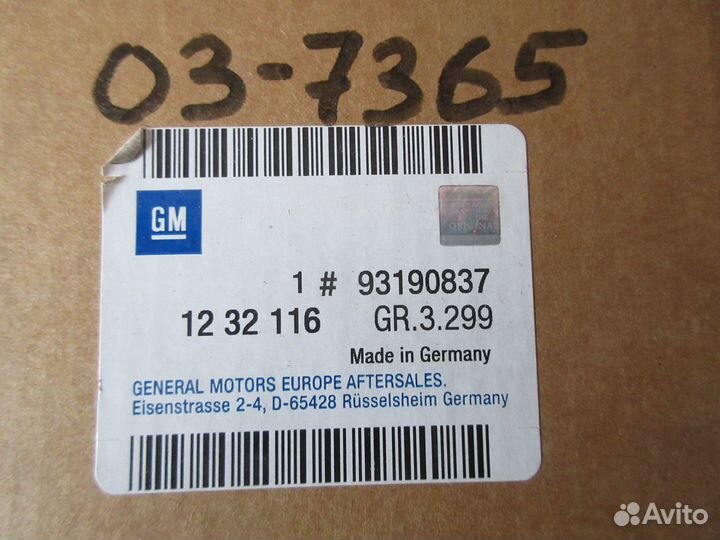 03-7365
GM
ORIGINAL
1 # 93190837
12 32 116 GR.3.299
Made in Germany
GENERAL MOTORS EUROPE AFTERSALES.
Eisenstrasse 2-4, D-65428 Rüsselsheim Germany
Avito